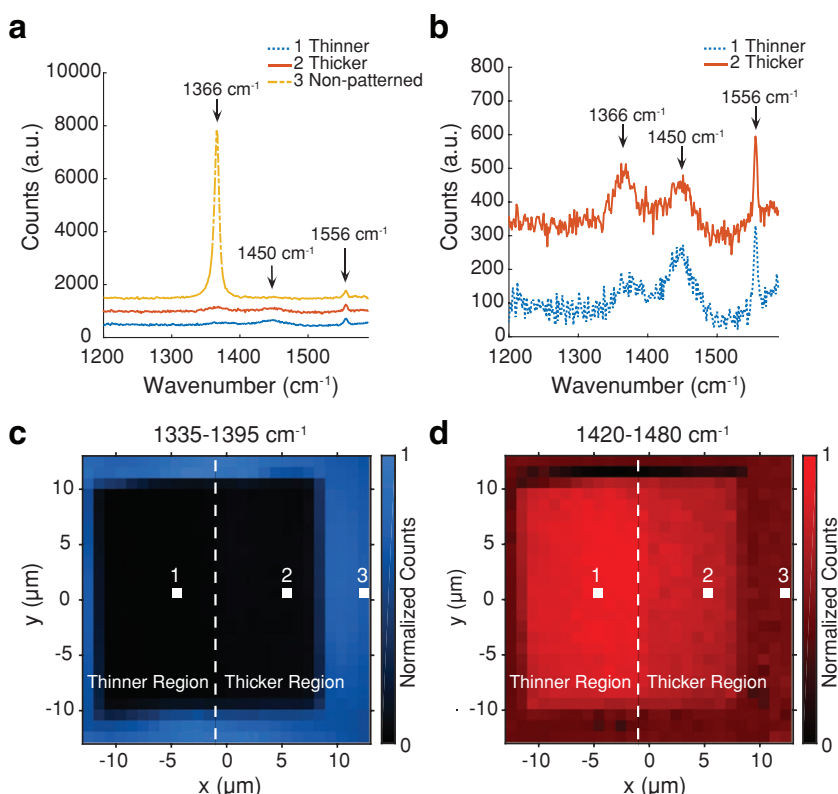 a
1 Thinner
2 Thicker
3 Non-patterned
10000
8000
6000
4000
2000
0
1366 cm⁻¹
1450 cm⁻¹
1556 cm⁻¹
Counts (a.u.)
1200 1300 1400 1500
Wavenumber (cm⁻¹)
b
1 Thinner
2 Thicker
800
700
600
500
400
300
200
100
0
1366 cm⁻¹
1450 cm⁻¹
1556 cm⁻¹
Counts (a.u.)
1200 1300 1400 1500
Wavenumber (cm⁻¹)
c
1335-1395 cm⁻¹
10
5
0
-5
-10
y (µm)
1 2 3
Thinner Region Thicker Region
-10 -5 0 5 10
x (µm)
1
Normalized Counts
0
d
1420-1480 cm⁻¹
10
5
0
-5
-10
y (µm)
1 2 3
Thinner Region Thicker Region
-10 -5 0 5 10
x (µm)
1
Normalized Counts
0